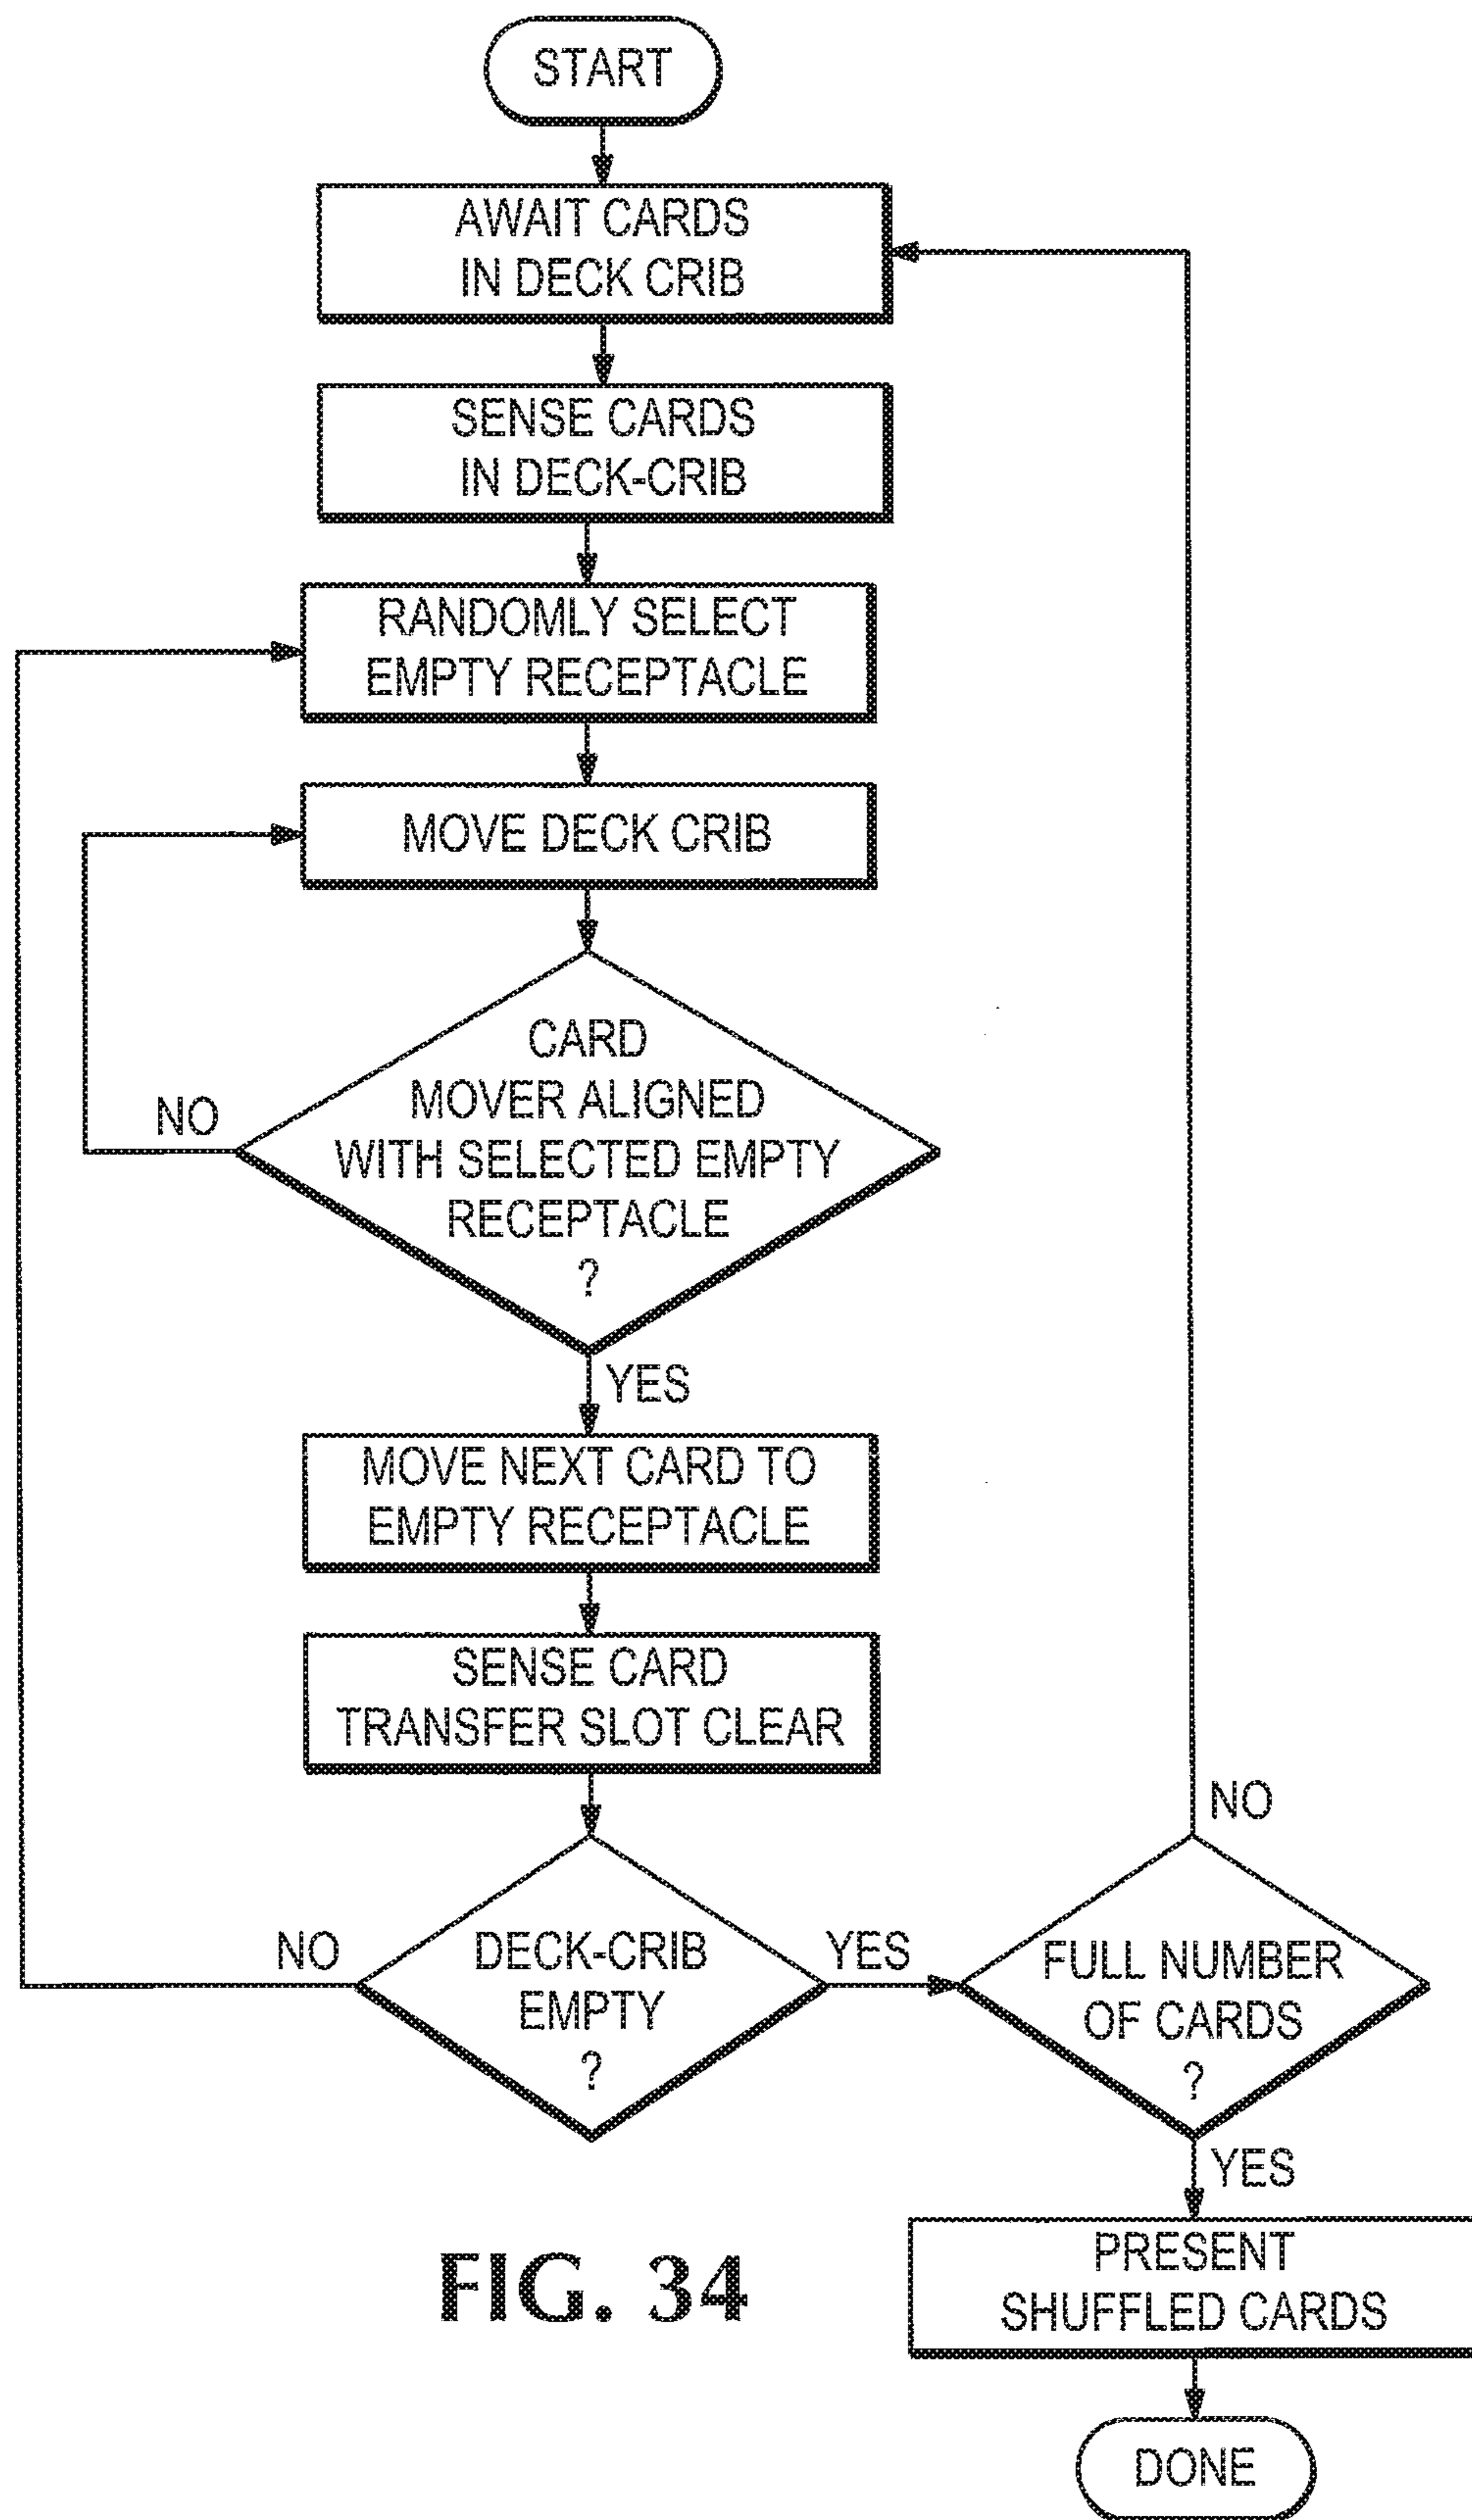 START
AWAIT CARDS
IN DECK CRIB
SENSE CARDS
IN DECK-CRIB
RANDOMLY SELECT
EMPTY RECEPTACLE
MOVE DECK CRIB
CARD
MOVER ALIGNED
WITH SELECTED EMPTY
RECEPTACLE
?
NO
YES
MOVE NEXT CARD TO
EMPTY RECEPTACLE
SENSE CARD
TRANSFER SLOT CLEAR
DECK-CRIB
EMPTY
?
NO
YES
FULL NUMBER
OF CARDS
?
NO
YES
PRESENT
SHUFFLED CARDS
DONE
FIG. 34